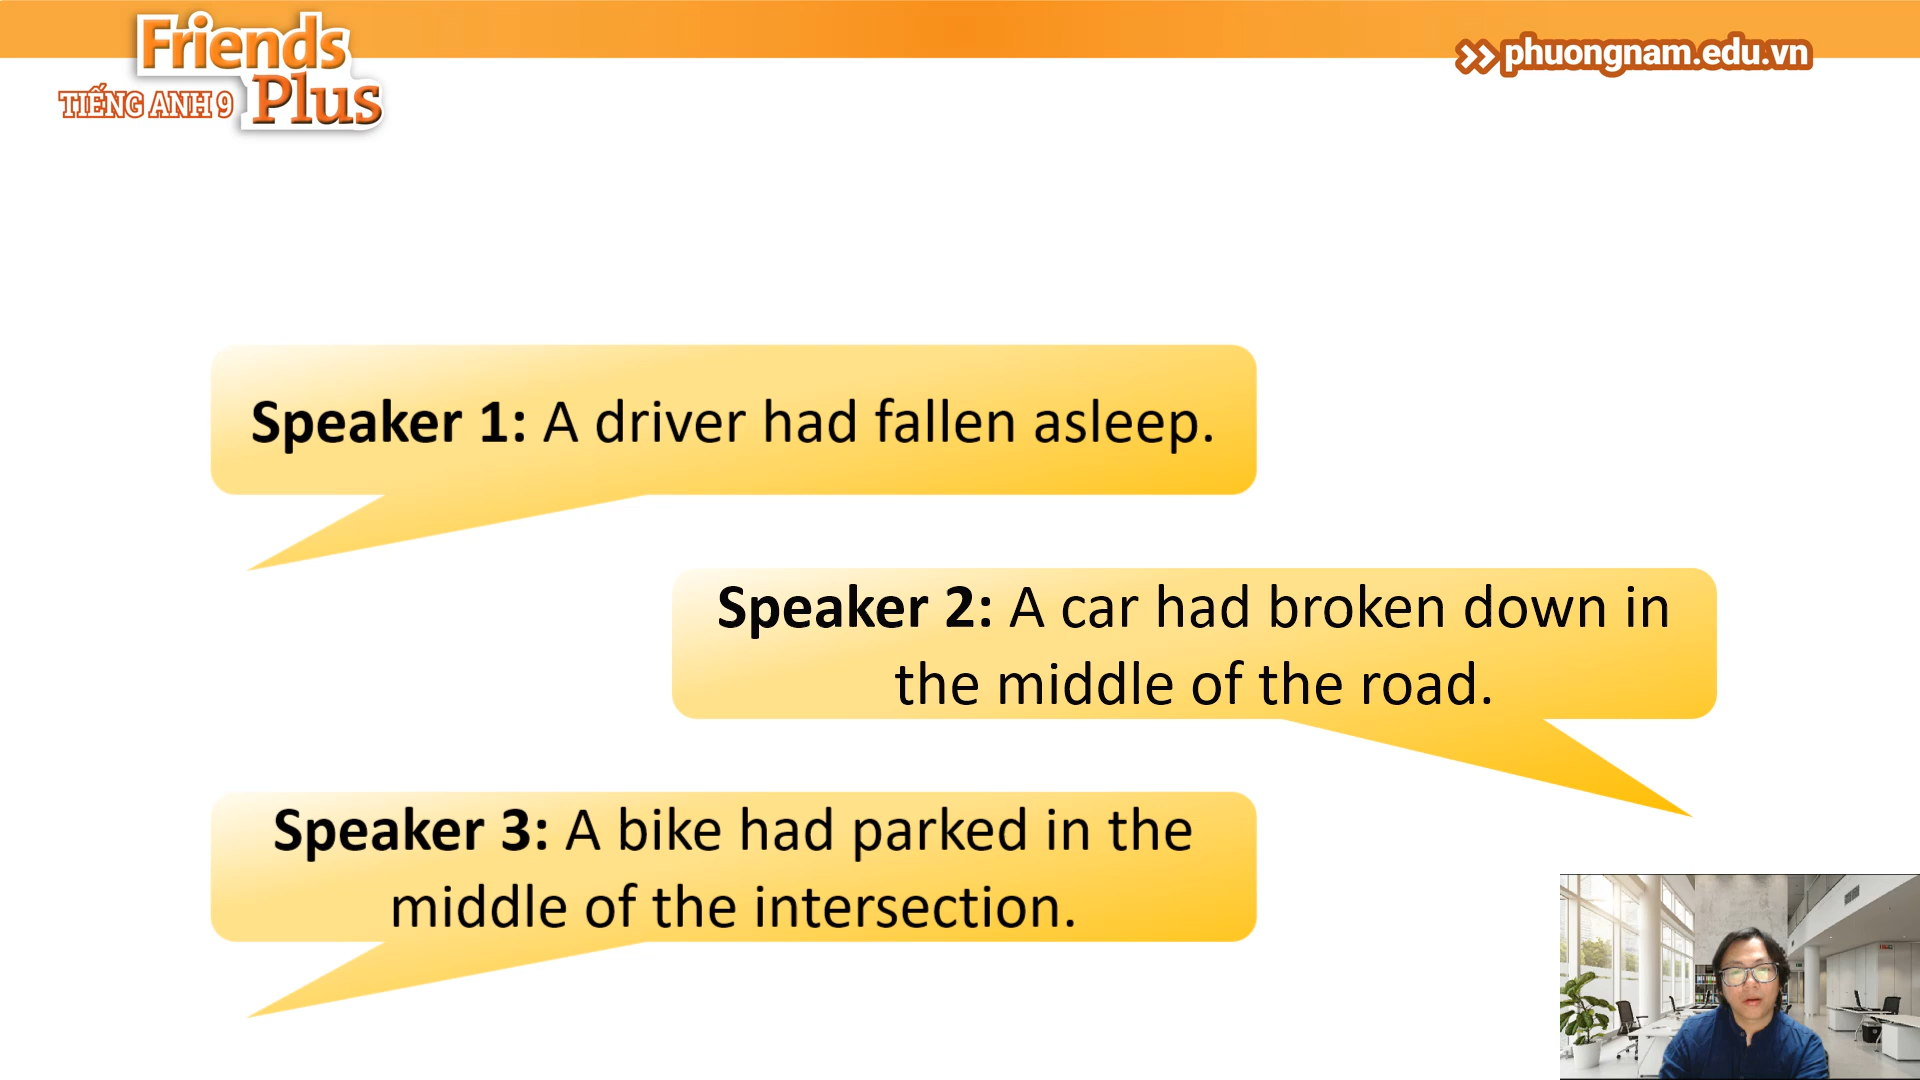 Friends
Plus
TIẾNG ANH 9
phuongnam.edu.vn
Speaker 1: A driver had fallen asleep.
Speaker 2: A car had broken down in
the middle of the road.
Speaker 3: A bike had parked in the
middle of the intersection.